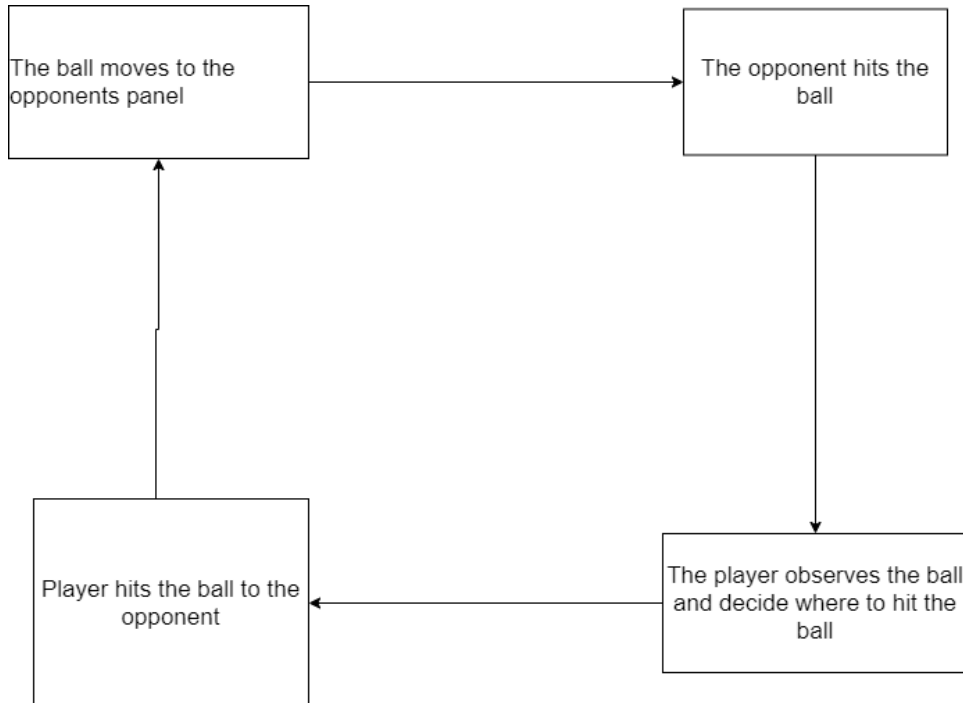 The ball moves to the
opponents panel
The opponent hits the
ball
Player hits the ball to the
opponent
The player observes the ball
and decide where to hit the
ball